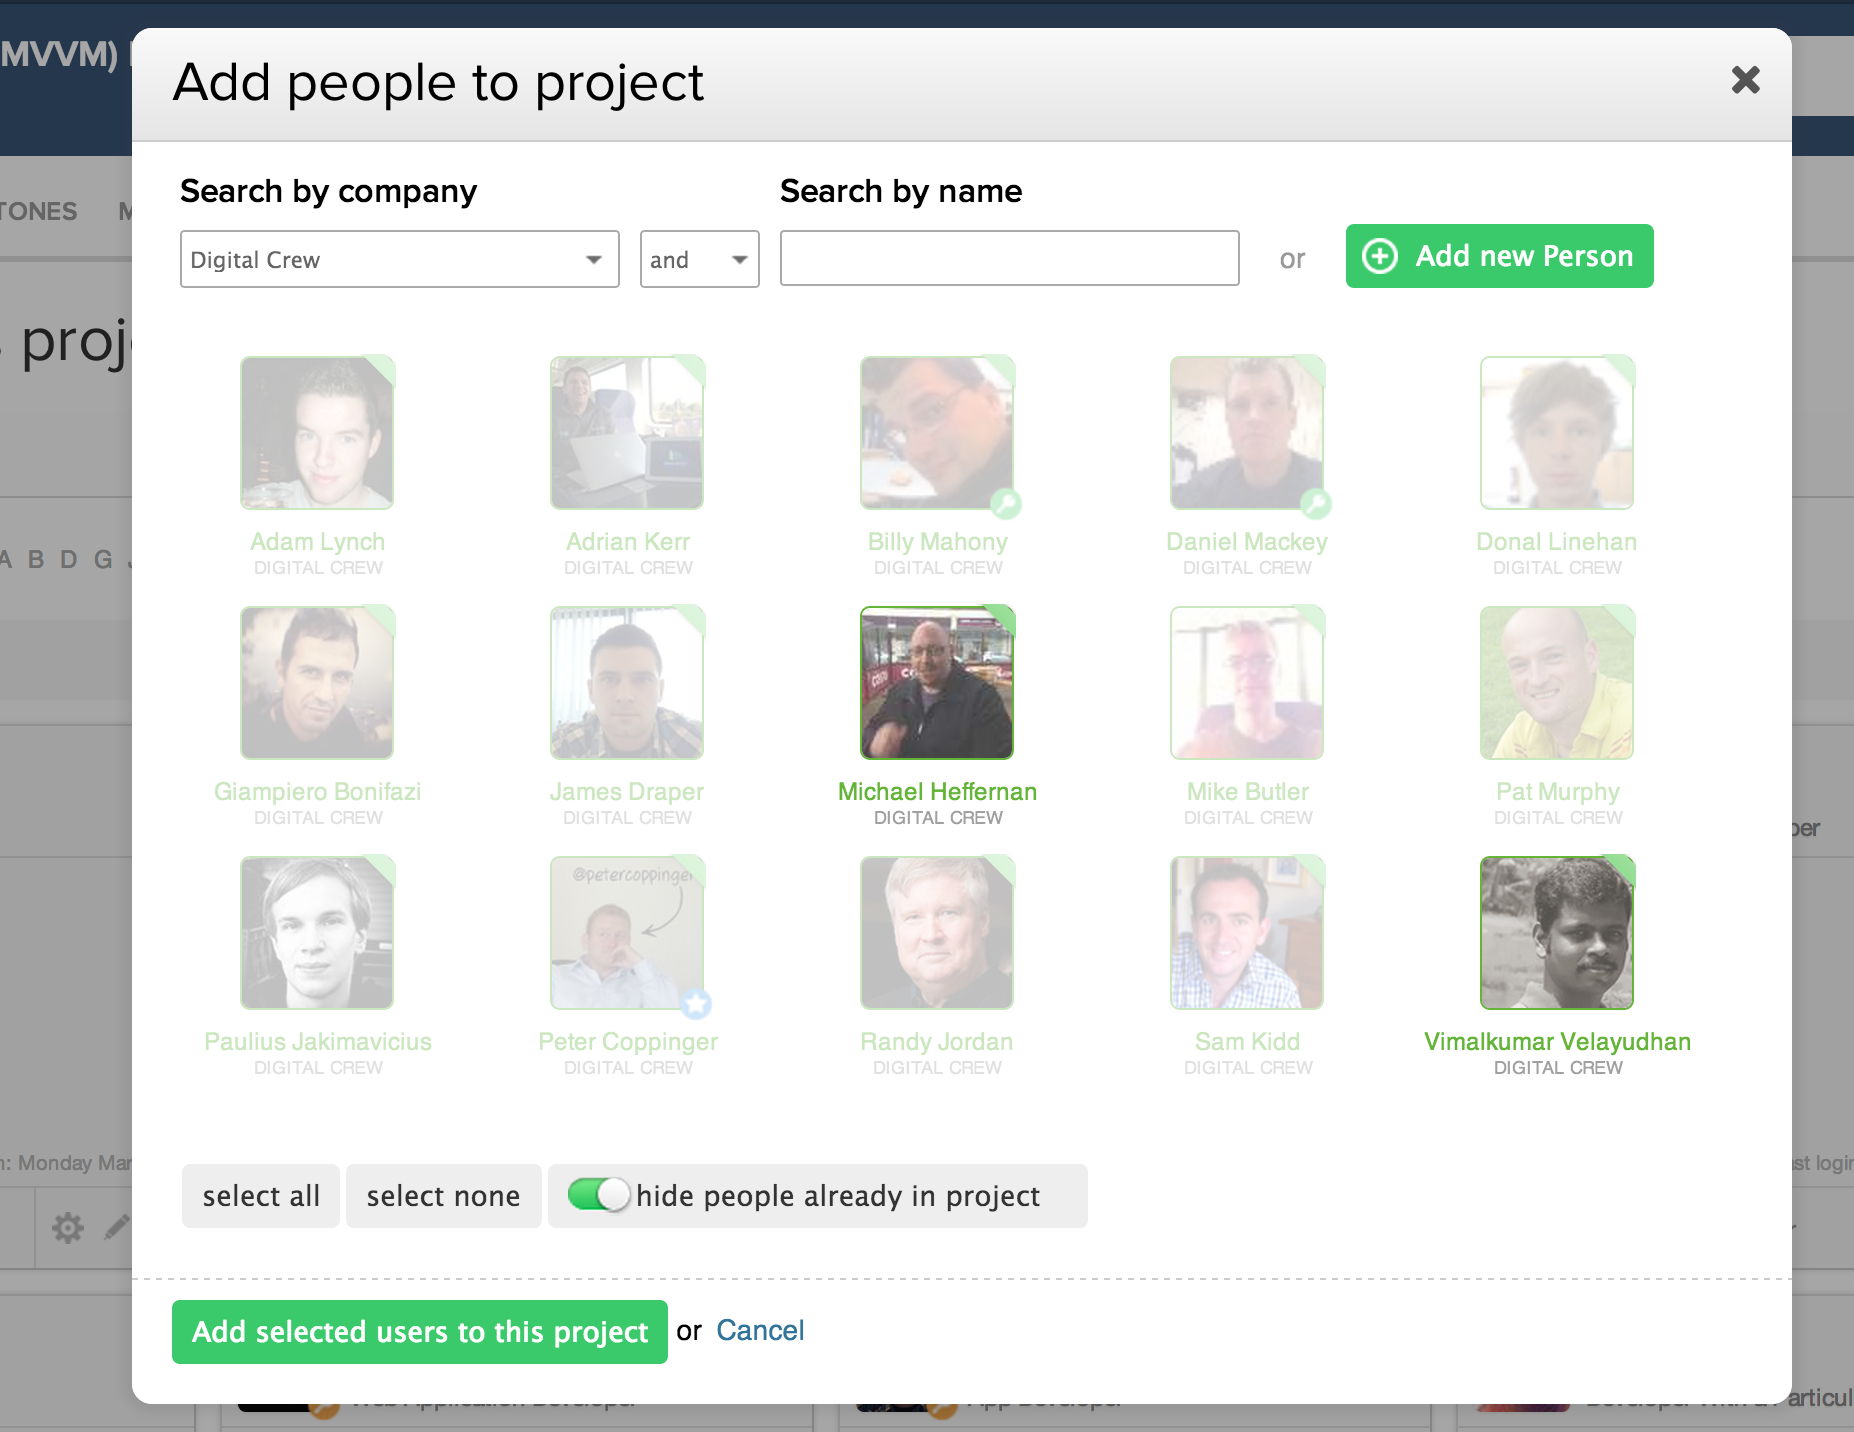 (MVVM)
Add people to project
TONES
Search by company
Search by name
Digital Crew
and
or
Add new Person
proj
Adam Lynch
DIGITAL CREW
Adrian Kerr
DIGITAL CREW
Billy Mahony
DIGITAL CREW
Daniel Mackey
DIGITAL CREW
Donal Linehan
DIGITAL CREW
A B D G
Giampiero Bonifazi
DIGITAL CREW
James Draper
DIGITAL CREW
Michael Heffernan
DIGITAL CREW
Mike Butler
DIGITAL CREW
Pat Murphy
DIGITAL CREW
@petercoppinger
Paulius Jakimavicius
DIGITAL CREW
Peter Coppinger
DIGITAL CREW
Randy Jordan
DIGITAL CREW
Sam Kidd
DIGITAL CREW
Vimalkumar Velayudhan
DIGITAL CREW
Monday Mar
select all
select none
hide people already in project
Add selected users to this project or Cancel
Web Application Developer
App Developer